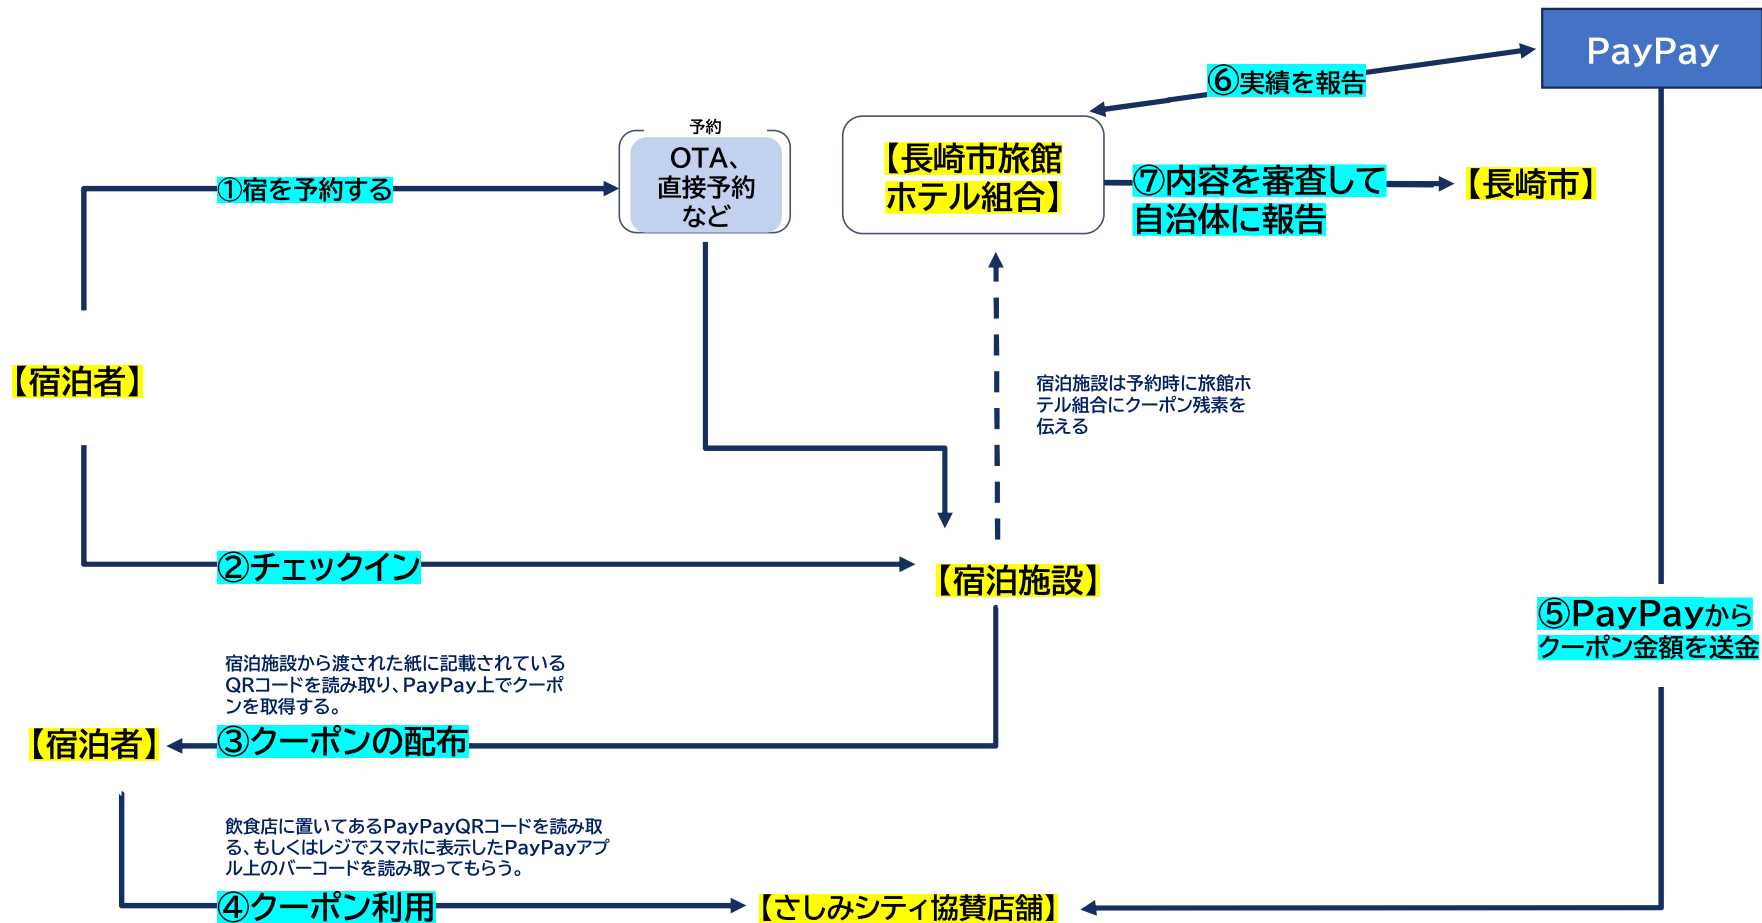 PayPay
⑥実績を報告
予約
OTA、
直接予約
など
【長崎市旅館
ホテル組合】
①宿を予約する
⑦内容を審査して
自治体に報告
【長崎市】
【宿泊者】
宿泊施設は予約時に旅館ホ
テル組合にクーポン残素を
伝える
②チェックイン
【宿泊施設】
⑤PayPayから
クーポン金額を送金
宿泊施設から渡された紙に記載されている
QRコードを読み取り、PayPay上でクーポ
ンを取得する。
【宿泊者】
③クーポンの配布
飲食店に置いてあるPayPayQRコードを読み取
る、もしくはレジでスマホに表示したPayPayアプ
ル上のバーコードを読み取ってもらう。
④クーポン利用
【さしみシティ協賛店舗】